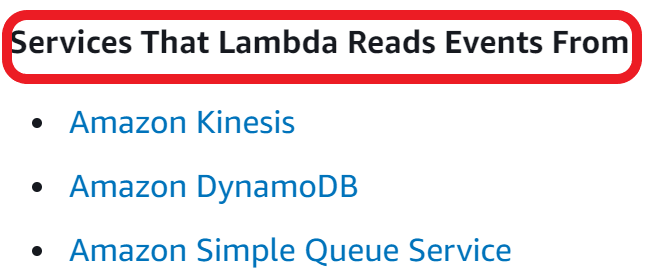 Services That Lambda Reads Events From
Amazon Kinesis
Amazon DynamoDB
Amazon Simple Queue Service